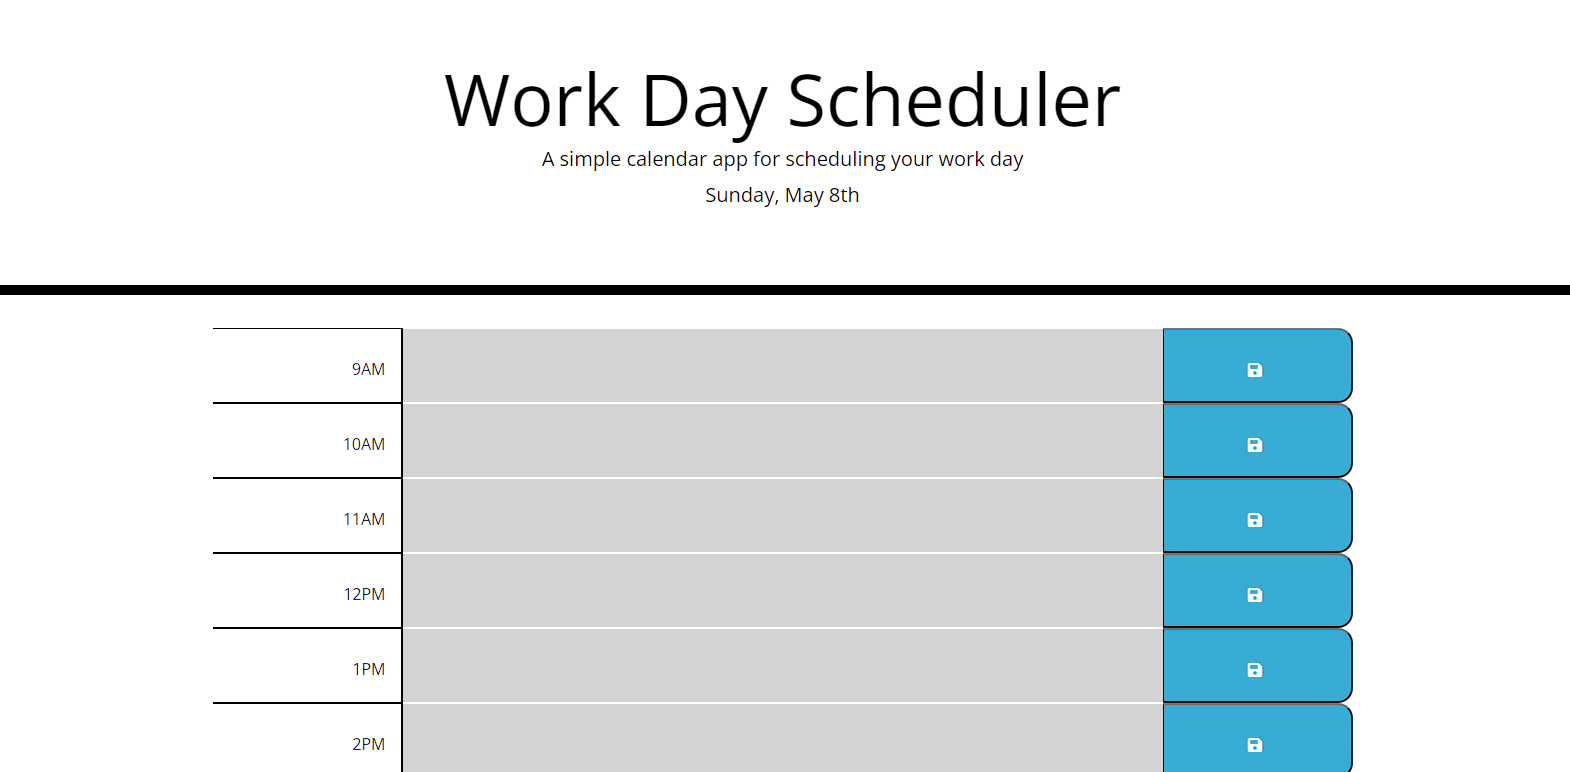 Work Day Scheduler
A simple calendar app for scheduling your work day
Sunday, May 8th
9AM
10AM
11AM
12PM
1PM
2PM